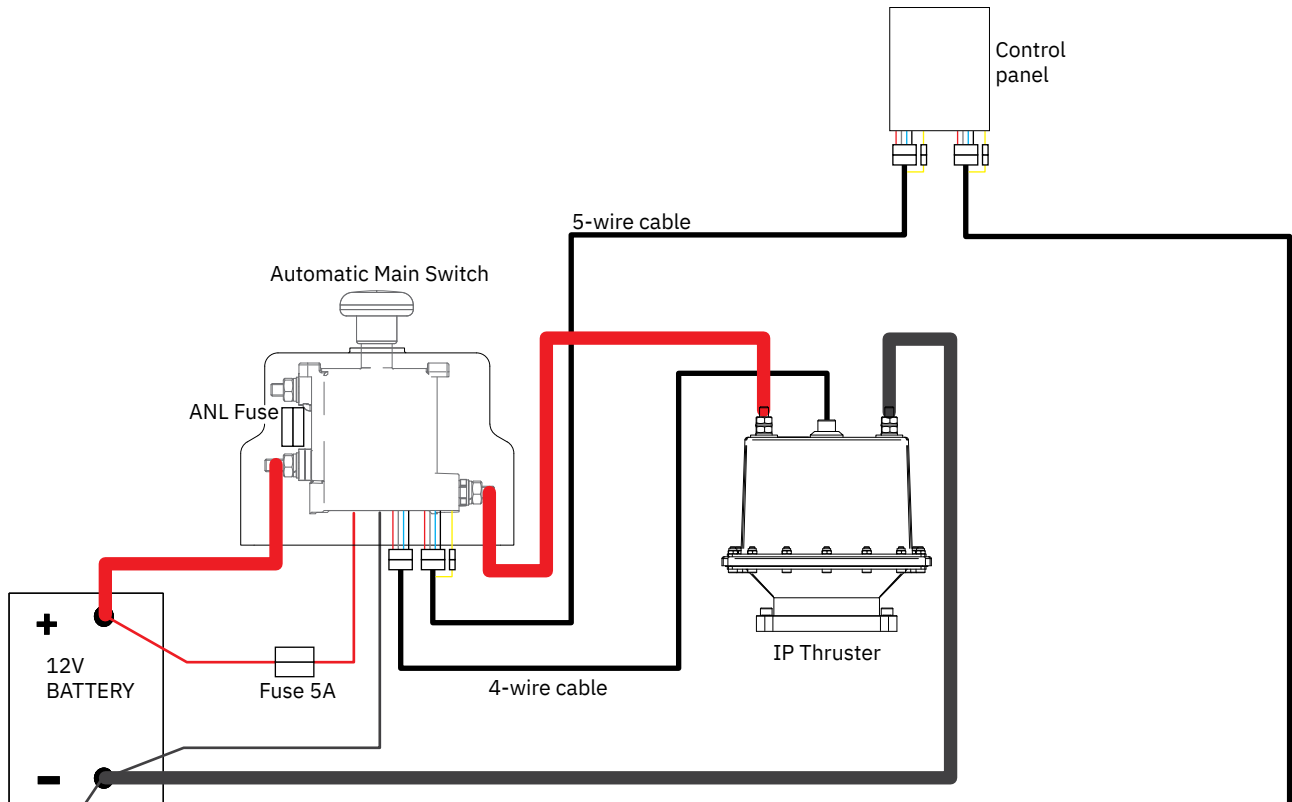 Control
panel
5-wire cable
Automatic Main Switch
ANL Fuse
IP Thruster
+
12V
BATTERY
Fuse 5A
4-wire cable
-